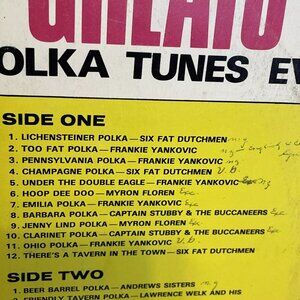 GREATS
OLKA TUNES EV
SIDE ONE
1. LICHENSTEINER POLKA—SIX FAT DUTCHMEN
2. TOO FAT POLKA—FRANKIE YANKOVIC
3. PENNSYLVANIA POLKA—FRANKIE YANKOVIC
4. CHAMPAGNE POLKA—SIX FAT DUTCHMEN V.G.
5. UNDER THE DOUBLE EAGLE—FRANKIE YANKOVIC
6. HOOP DEE DOO—MYRON FLOREN
7. EMILIA POLKA—FRANKIE YANKOVIC
8. BARBARA POLKA—CAPTAIN STUBBY & THE BUCCANEERS
9. JENNY LIND POLKA—MYRON FLOREN
10. CLARINET POLKA—CAPTAIN STUBBY & THE BUCCANEERS
11. OHIO POLKA—FRANKIE YANKOVIC V.G.
12. THERE'S A TAVERN IN THE TOWN—SIX FAT DUTCHMEN
SIDE TWO
1. BEER BARREL POLKA—ANDREWS SISTERS
2. FRIENDLY TAVERN POLKA—LAWRENCE WELK AND HIS